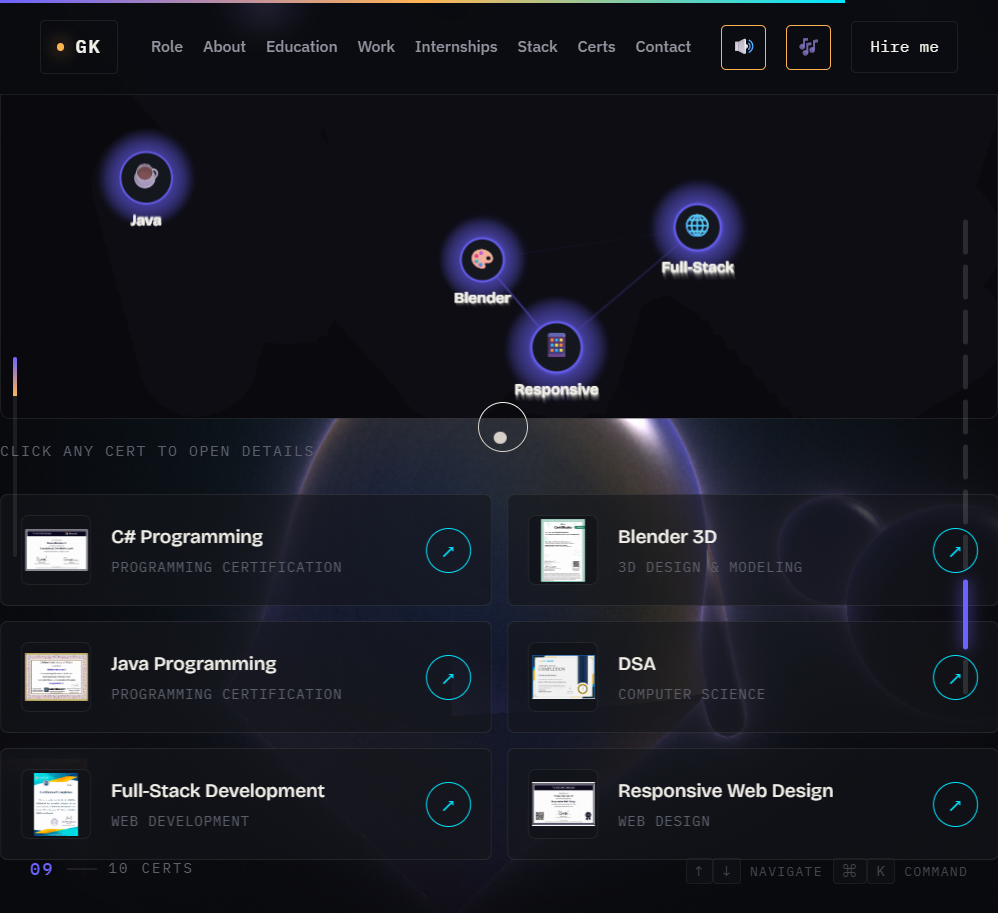 GK Role About Education Work Internships Stack Certs Contact Hire me
Java
Blender
Full-Stack
Responsive
CLICK ANY CERT TO OPEN DETAILS
C# Programming
PROGRAMMING CERTIFICATION
Blender 3D
3D DESIGN & MODELING
Java Programming
PROGRAMMING CERTIFICATION
DSA
COMPUTER SCIENCE
Full-Stack Development
WEB DEVELOPMENT
Responsive Web Design
WEB DESIGN
09 10 CERTS
↑ ↓ NAVIGATE ⌘ K COMMAND